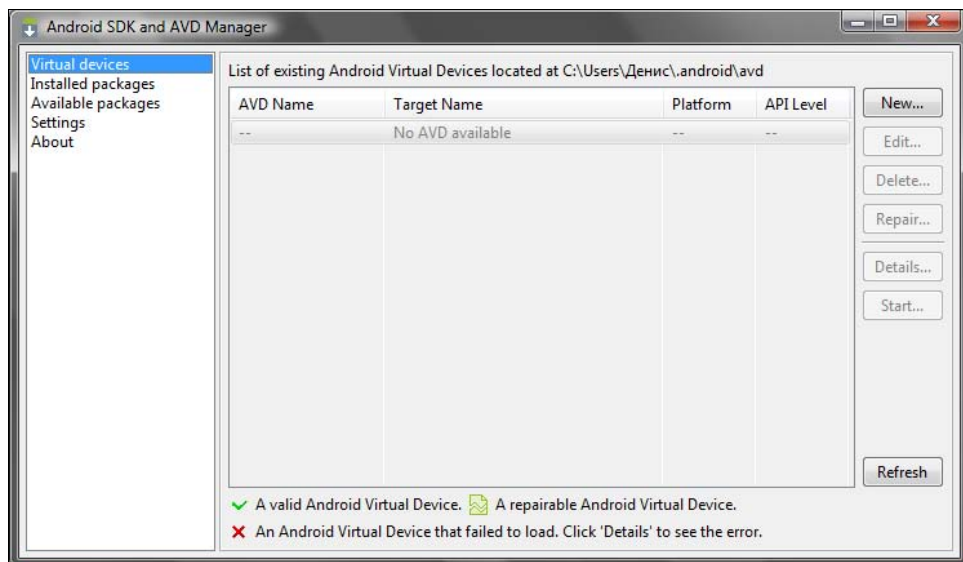 Android SDK and AVD Manager
Virtual devices
Installed packages
Available packages
Settings
About
List of existing Android Virtual Devices located at C:\Users\Денис\.android\avd
AVD Name Target Name Platform API Level
-- No AVD available -- --
New...
Edit...
Delete...
Repair...
Details...
Start...
Refresh
A valid Android Virtual Device. A repairable Android Virtual Device.
An Android Virtual Device that failed to load. Click 'Details' to see the error.